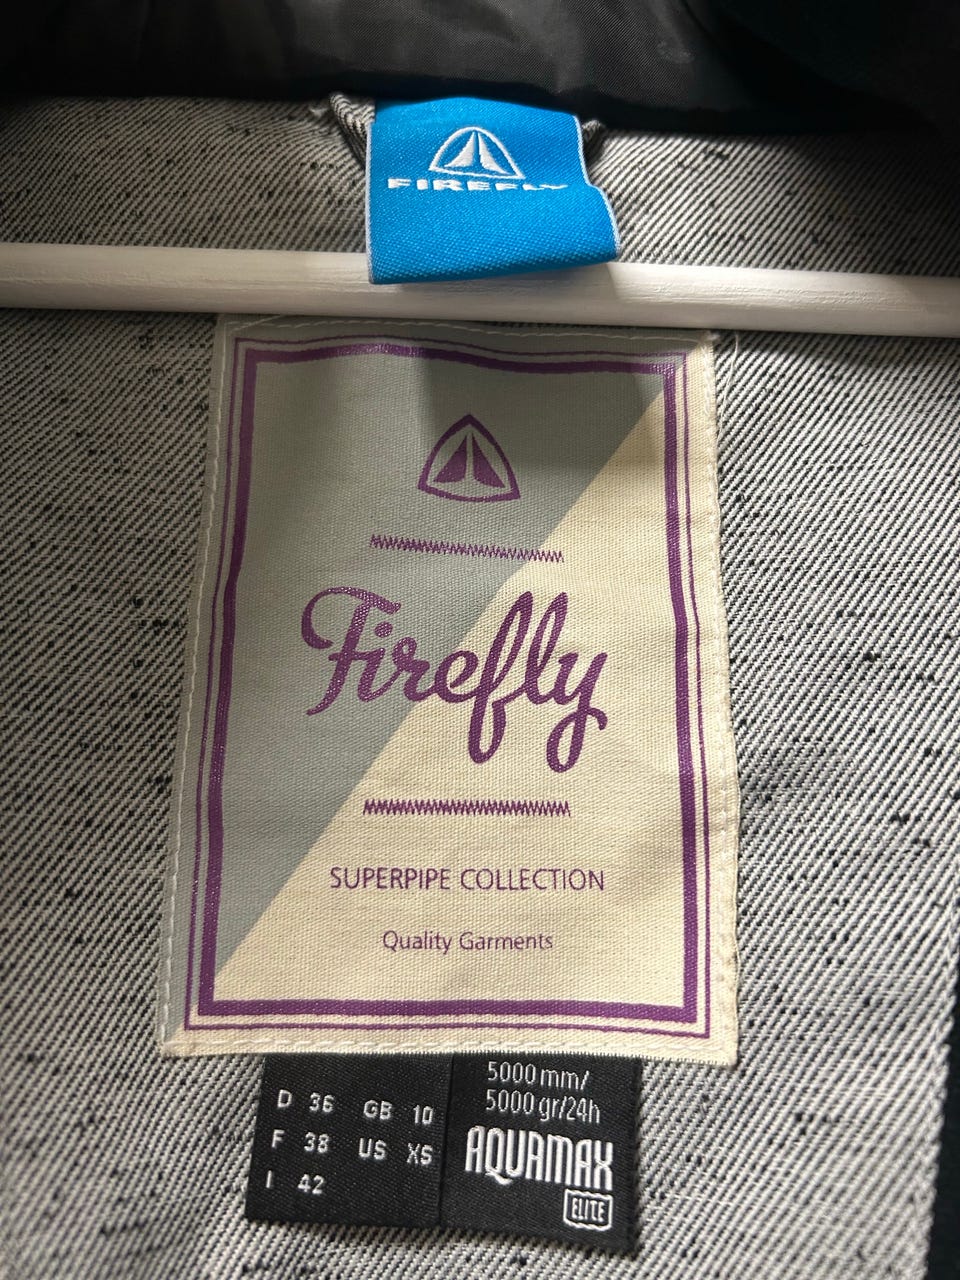 FIREFLY
Firefly
SUPERPIPE COLLECTION
Quality Garments
D 36 GB 10
F 38 US XS
I 42
5000 mm/
5000 gr/24h
AQUAMAX
ELITE